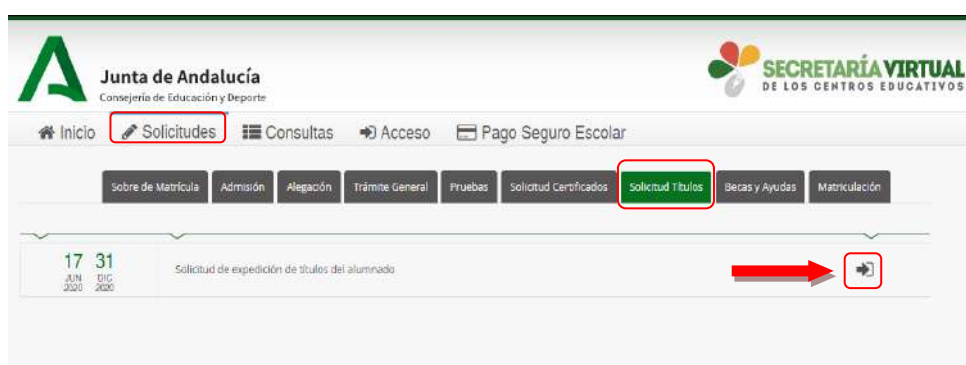 Junta de Andalucía
Consejería de Educación y Deporte
SECRETARÍA VIRTUAL
DE LOS CENTROS EDUCATIVOS
Inicio Solicitudes Consultas Acceso Pago Seguro Escolar
Sobre de Matrícula Admisión Alegación Trámite General Pruebas Solicitud Certificados Solicitud Títulos Becas y Ayudas Matriculación
17 31
JUN DIC
2020 2020
Solicitud de expedición de títulos del alumnado